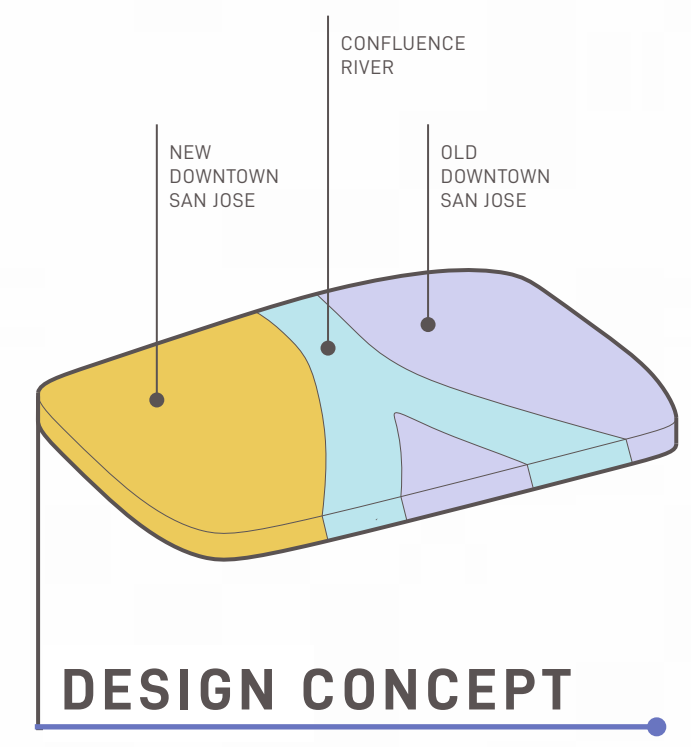 CONFLUENCE
RIVER
NEW
DOWNTOWN
SAN JOSE
OLD
DOWNTOWN
SAN JOSE
DESIGN CONCEPT